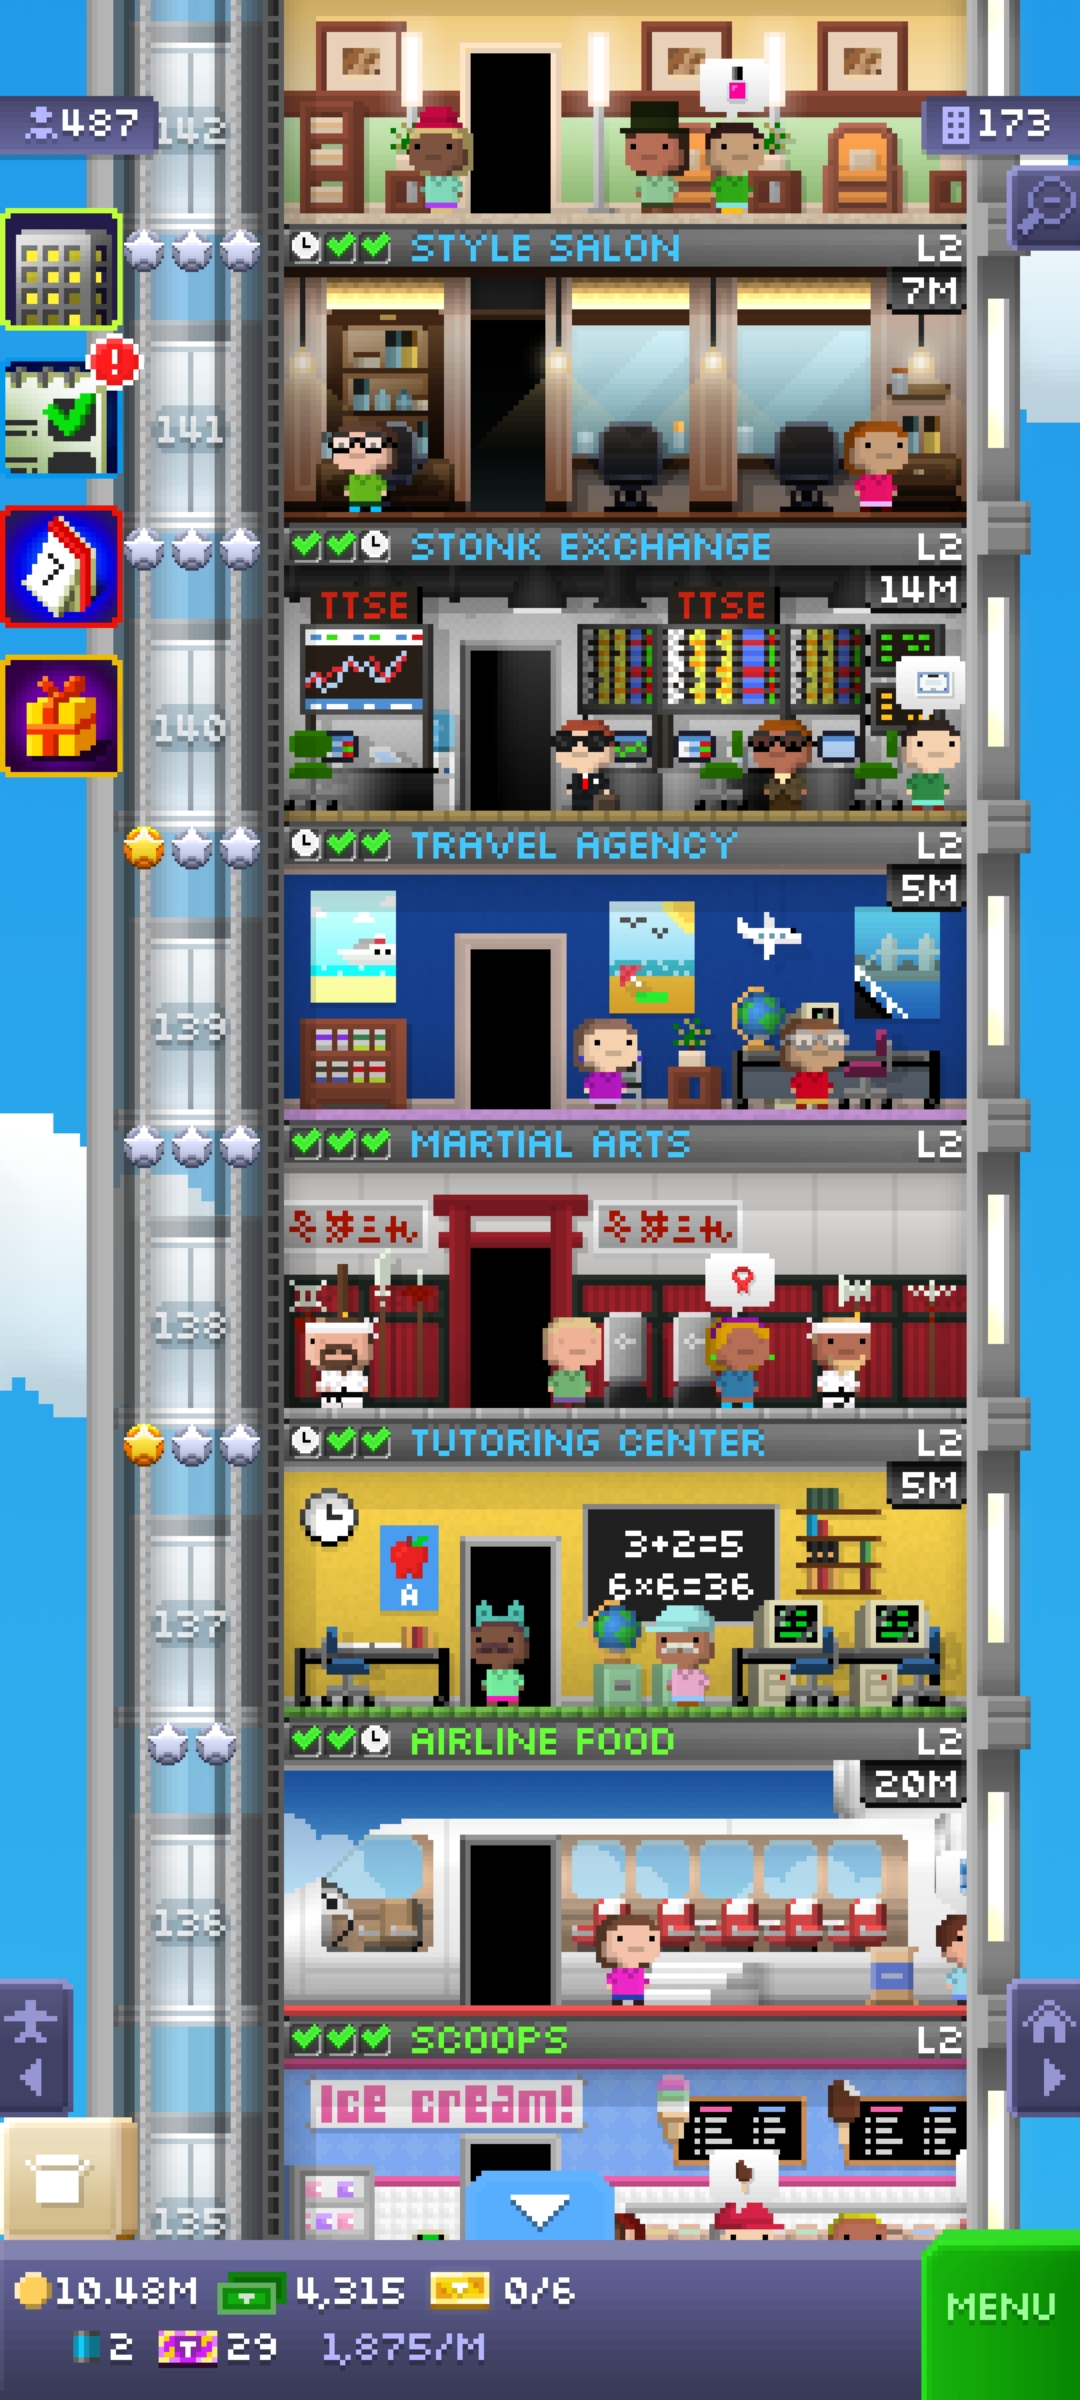 487
142
173
STYLE SALON L2
7M
141
7
STONK EXCHANGE L2
14M
TTSE TTSE
140
TRAVEL AGENCY L2
5M
139
MARTIAL ARTS L2
138
TUTORING CENTER L2
5M
3+2=5
6×6=36
A
137
AIRLINE FOOD L2
20M
136
SCOOPS L2
Ice cream!
135
10.48M 4,315 0/6
MENU
2 29 1,875/M